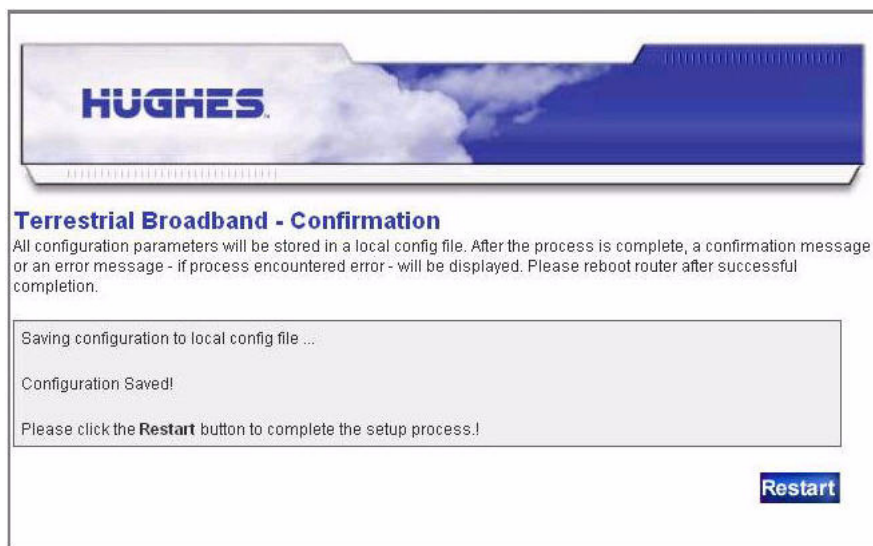 HUGHES.
Terrestrial Broadband - Confirmation
All configuration parameters will be stored in a local config file. After the process is complete, a confirmation message
or an error message - if process encountered error - will be displayed. Please reboot router after successful
completion.
Saving configuration to local config file ...
Configuration Saved!
Please click the Restart button to complete the setup process.!
Restart